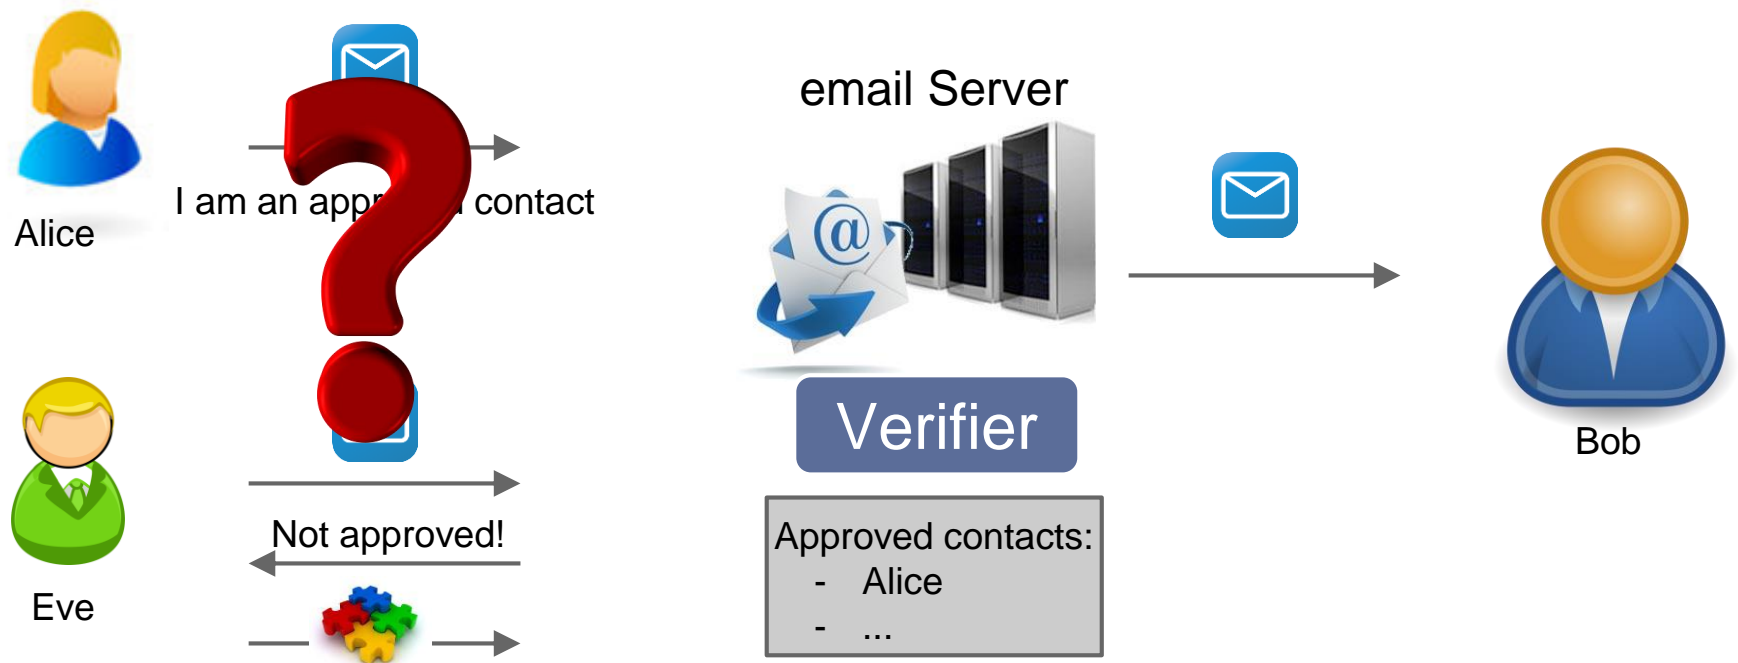 email Server
I am an app contact
Alice
Verifier
Bob
Not approved!
Approved contacts:
- Alice
- ...
Eve
@